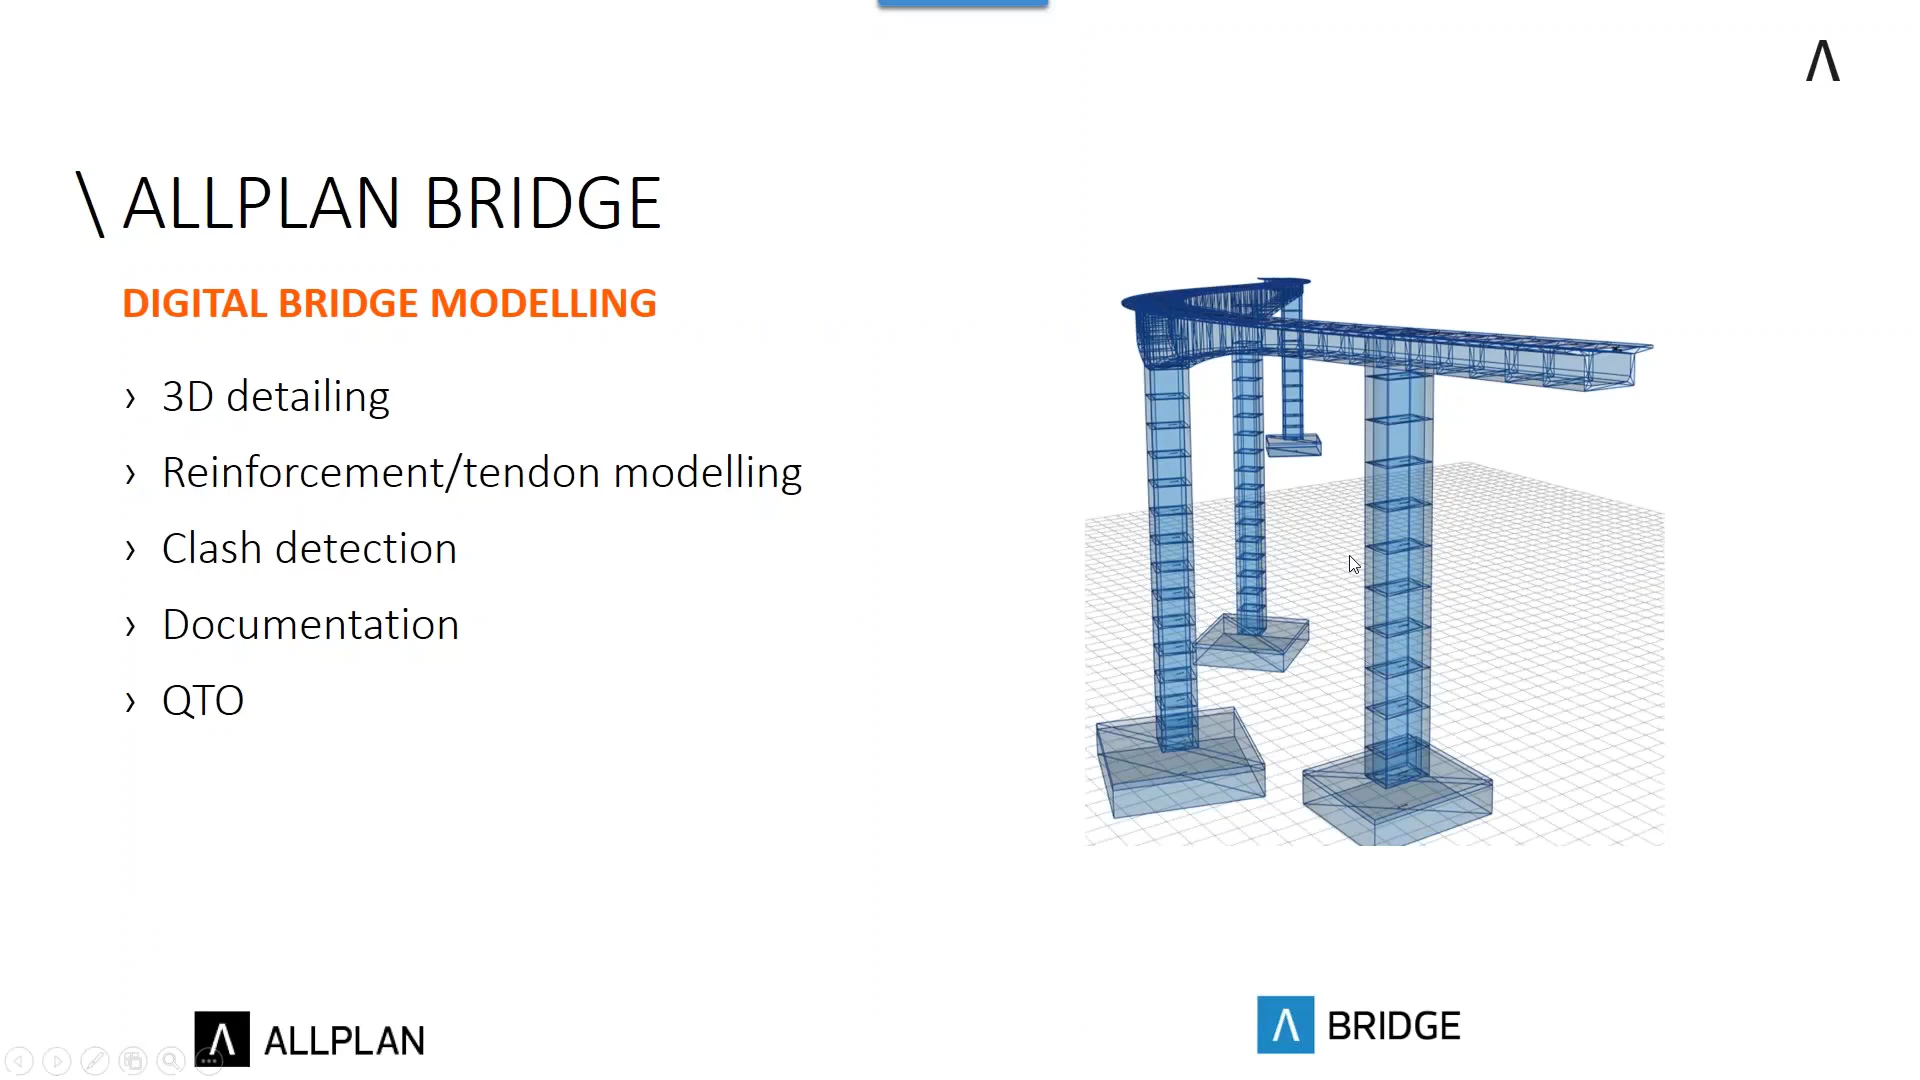 \ ALLPLAN BRIDGE
DIGITAL BRIDGE MODELLING
› 3D detailing
› Reinforcement/tendon modelling
› Clash detection
› Documentation
› QTO
ALLPLAN
BRIDGE